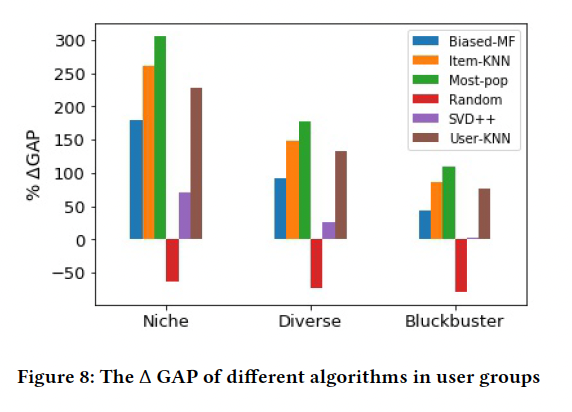 300
250
200
150
100
50
0
−50
% ΔGAP
Biased-MF
Item-KNN
Most-pop
Random
SVD++
User-KNN
Niche Diverse Bluckbuster
Figure 8: The Δ GAP of different algorithms in user groups